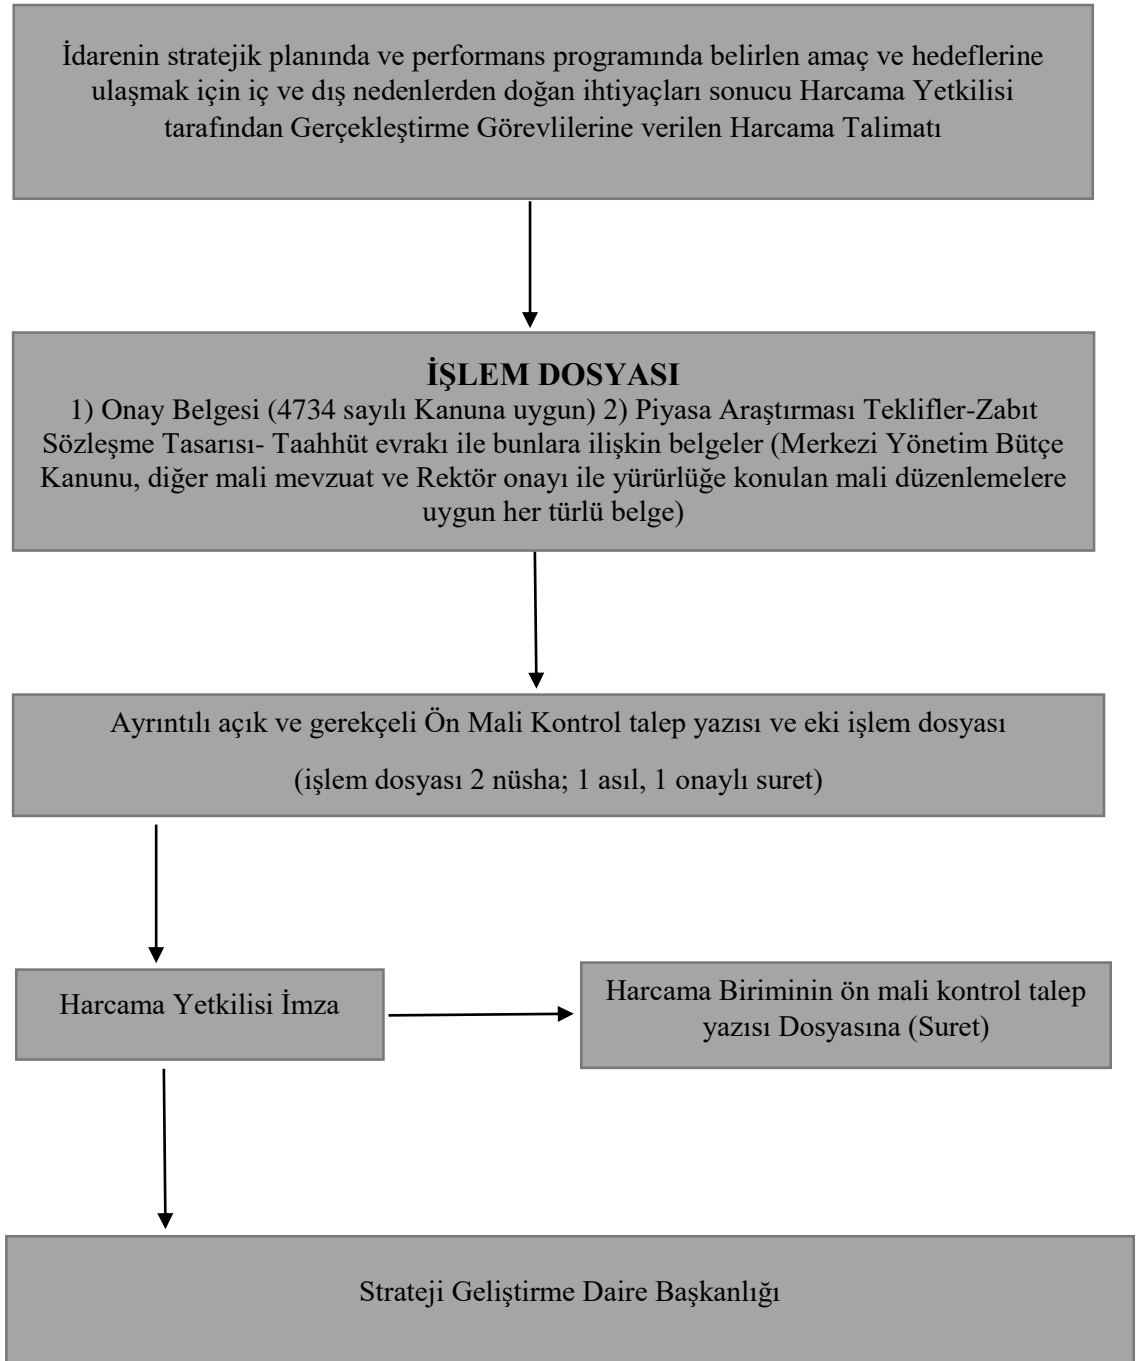 İdarenin stratejik planında ve performans programında belirlen amaç ve hedeflerine
ulaşmak için iç ve dış nedenlerden doğan ihtiyaçları sonucu Harcama Yetkilisi
tarafından Gerçekleştirme Görevlilerine verilen Harcama Talimatı
İŞLEM DOSYASI
1) Onay Belgesi (4734 sayılı Kanuna uygun) 2) Piyasa Araştırması Teklifler-Zabıt
Sözleşme Tasarısı- Taahhüt evrakı ile bunlara ilişkin belgeler (Merkezi Yönetim Bütçe
Kanunu, diğer mali mevzuat ve Rektör onayı ile yürürlüğe konulan mali düzenlemelere
uygun her türlü belge)
Ayrıntılı açık ve gerekçeli Ön Mali Kontrol talep yazısı ve eki işlem dosyası
(işlem dosyası 2 nüsha; 1 asıl, 1 onaylı suret)
Harcama Yetkilisi İmza
Harcama Biriminin ön mali kontrol talep
yazısı Dosyasına (Suret)
Strateji Geliştirme Daire Başkanlığı